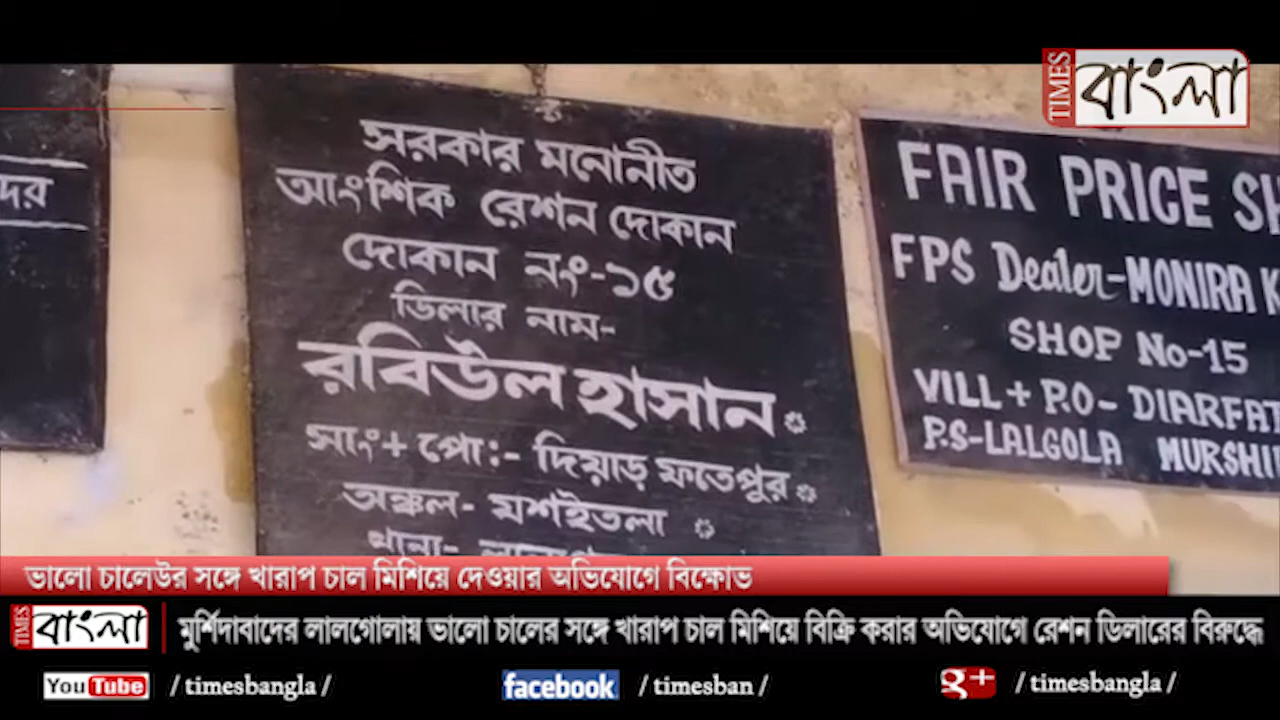 TIMES বাংলা
দর
সরকার মনোনীত
আংশিক রেশন দোকান
দোকান নং-১৫
ডিলার নাম-
রবিউল হাসান
সাং+ পো:- দিয়াড় ফতেপুর
অঞ্চল- যশইতলা
থানা-
FAIR PRICE SH
FPS Dealer-MONIRA K
SHOP No-15
VILL + P.O- DIARFAT
P.S-LALGOLA MURSHI
ভালো চালেউর সঙ্গে খারাপ চাল মিশিয়ে দেওয়ার অভিযোগে বিক্ষোভ
TIMES বাংলা
মুর্শিদাবাদের লালগোলায় ভালো চালের সঙ্গে খারাপ চাল মিশিয়ে বিক্রি করার অভিযোগে রেশন ডিলারের বিরুদ্ধে
YouTube / timesbangla / facebook / timesban / g+ / timesbangla /